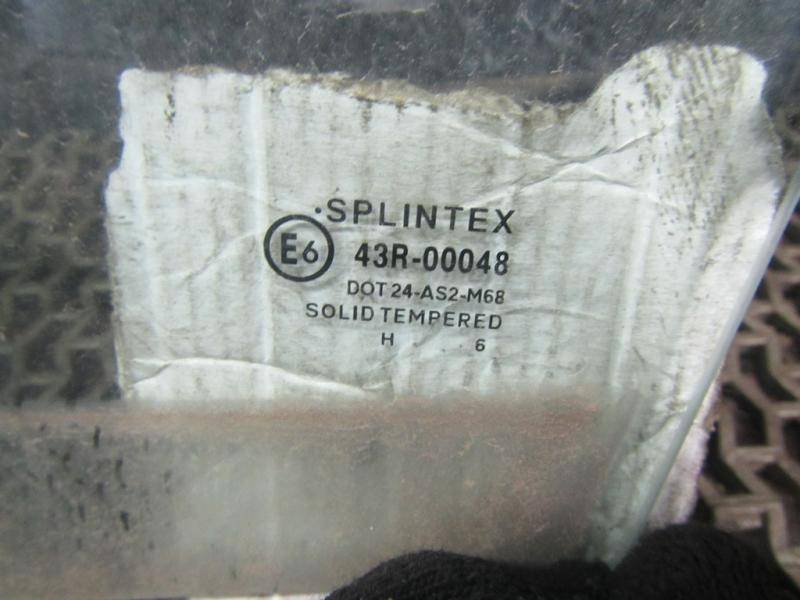 ·SPLINTEX
E6 43R-00048
DOT 24-AS2-M68
SOLID TEMPERED
H . . 6